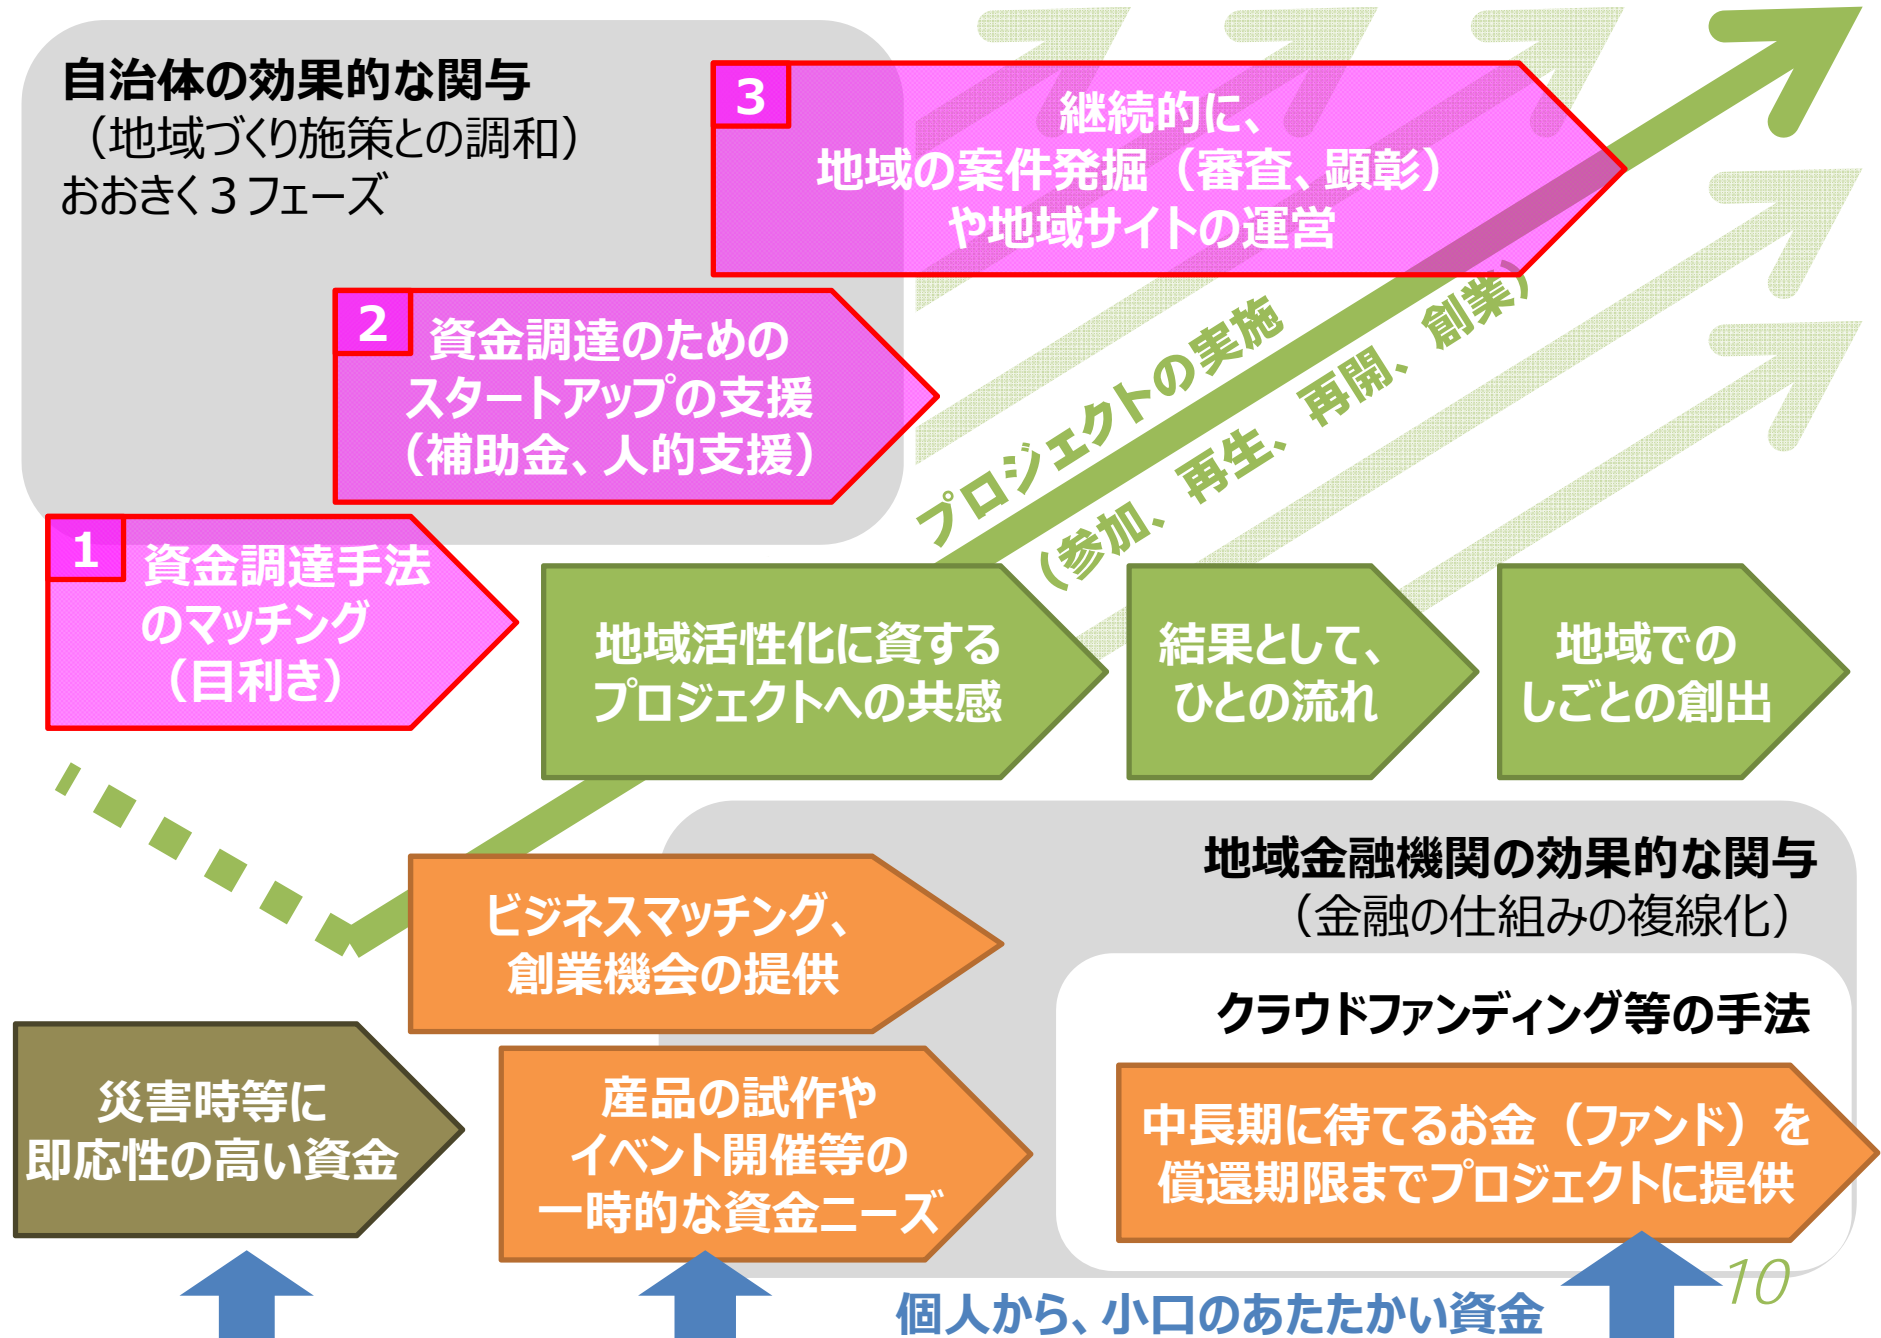 自治体の効果的な関与
（地域づくり施策との調和）
おおきく３フェーズ
3
継続的に、
地域の案件発掘（審査、顕彰）
や地域サイトの運営
2
資金調達のための
スタートアップの支援
（補助金、人的支援）
1
資金調達手法
のマッチング
（目利き）
プロジェクトの実施
（参加、再生、再開、創業）
地域活性化に資する
プロジェクトへの共感
結果として、
ひとの流れ
地域での
しごとの創出
地域金融機関の効果的な関与
（金融の仕組みの複線化）
ビジネスマッチング、
創業機会の提供
クラウドファンディング等の手法
災害時等に
即応性の高い資金
産品の試作や
イベント開催等の
一時的な資金ニーズ
中長期に待てるお金（ファンド）を
償還期限までプロジェクトに提供
個人から、小口のあたたかい資金
10